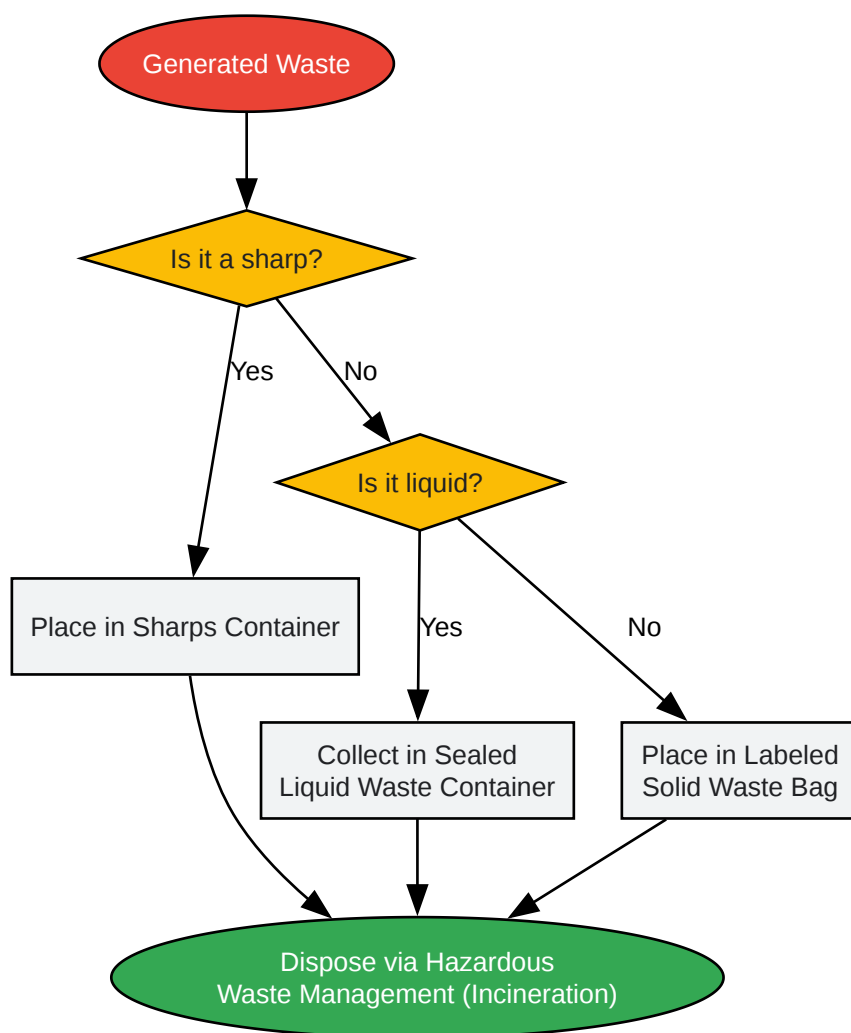 Generated Waste
Is it a sharp?
Yes
No
Is it liquid?
Place in Sharps Container
Yes
No
Collect in Sealed
Liquid Waste Container
Place in Labeled
Solid Waste Bag
Dispose via Hazardous
Waste Management (Incineration)